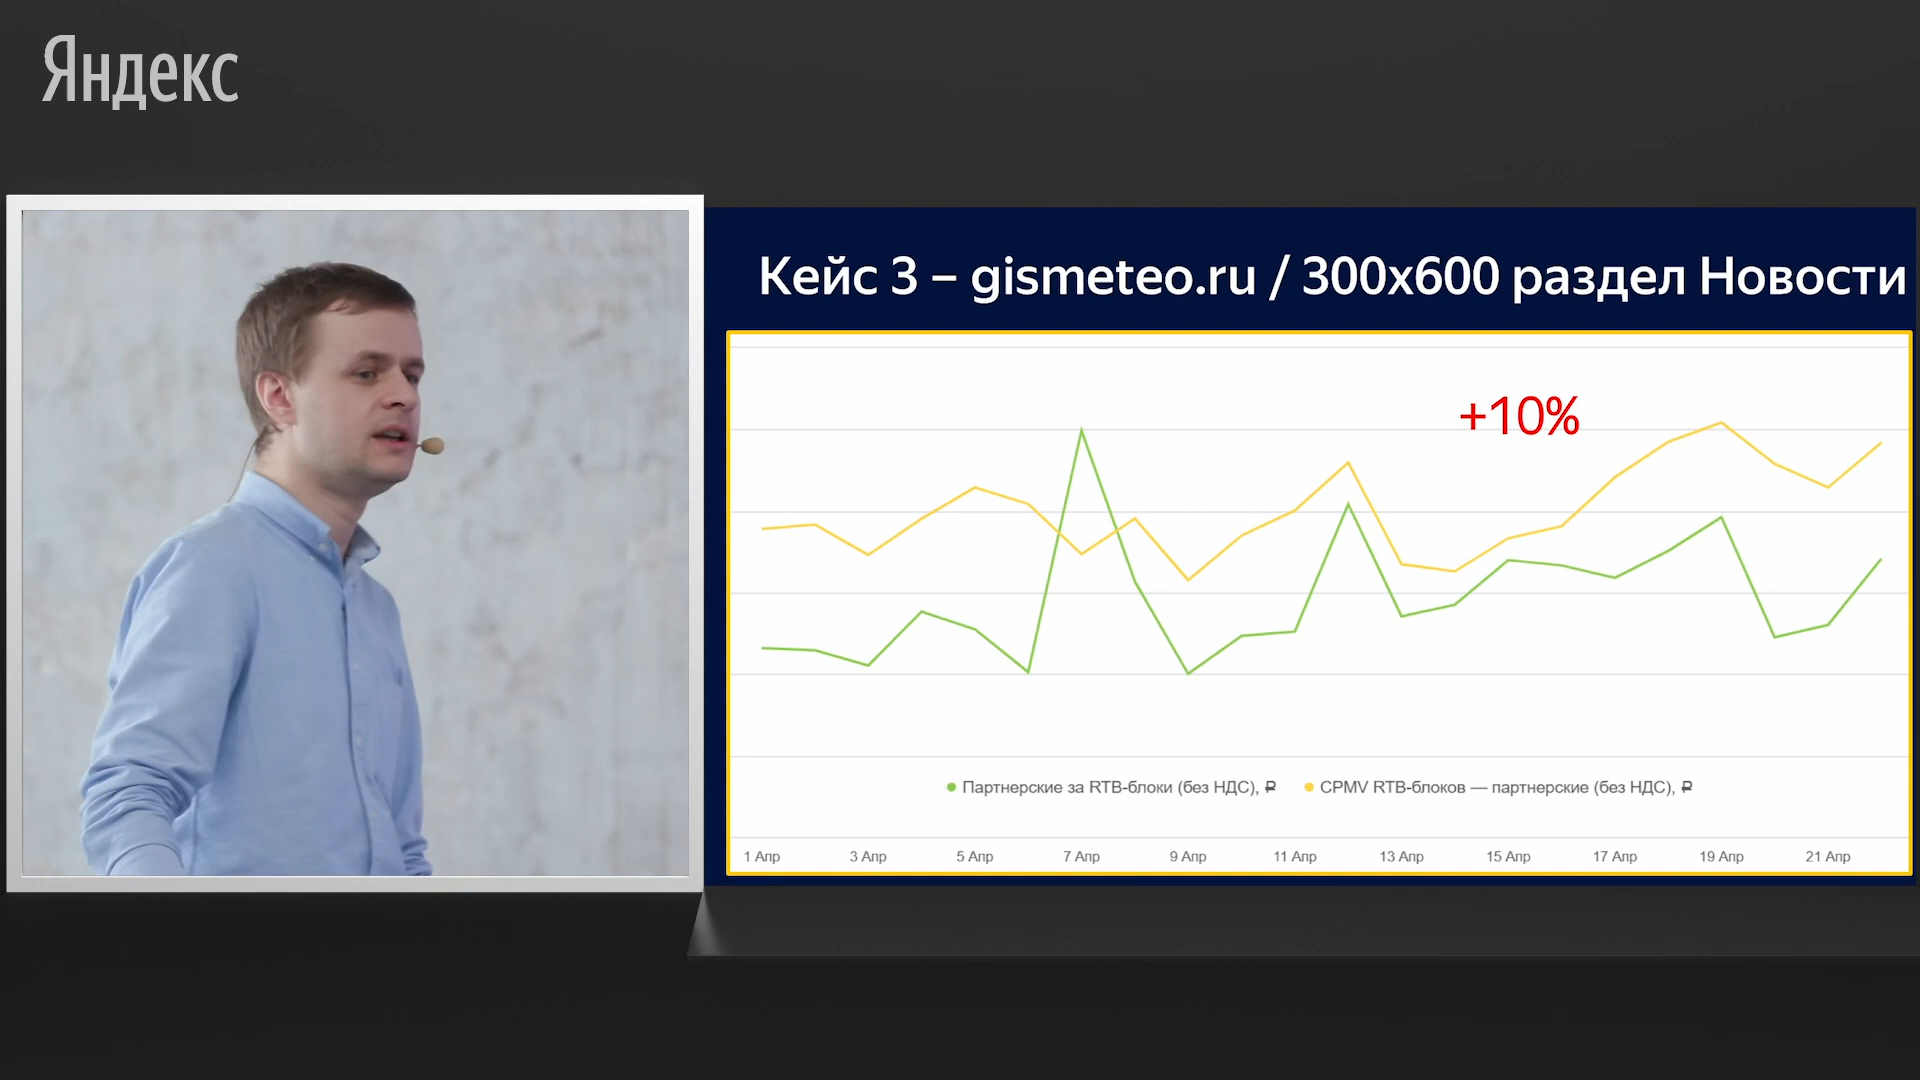 Яндекс
Кейс 3 – gismeteo.ru / 300x600 раздел Новости
+10%
Партнерские за RTB-блоки (без НДС), ₽
CPMV RTB-блоков — партнерские (без НДС), ₽
1 Апр 3 Апр 5 Апр 7 Апр 9 Апр 11 Апр 13 Апр 15 Апр 17 Апр 19 Апр 21 Апр